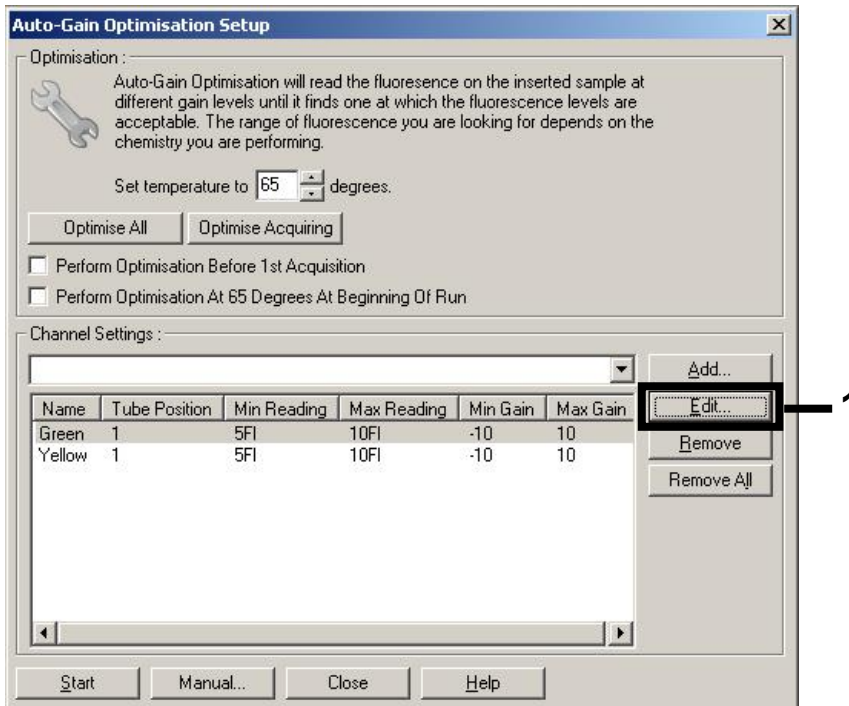 Auto-Gain Optimisation Setup
Optimisation :
Auto-Gain Optimisation will read the fluoresence on the inserted sample at
different gain levels until it finds one at which the fluorescence levels are
acceptable. The range of fluorescence you are looking for depends on the
chemistry you are performing.
Set temperature to 65 degrees.
Optimise All Optimise Acquiring
Perform Optimisation Before 1st Acquisition
Perform Optimisation At 65 Degrees At Beginning Of Run
Channel Settings :
Add...
Name Tube Position Min Reading Max Reading Min Gain Max Gain
Edit... 1
Green 1 5Fl 10Fl -10 10
Yellow 1 5Fl 10Fl -10 10
Remove
Remove All
Start Manual... Close Help